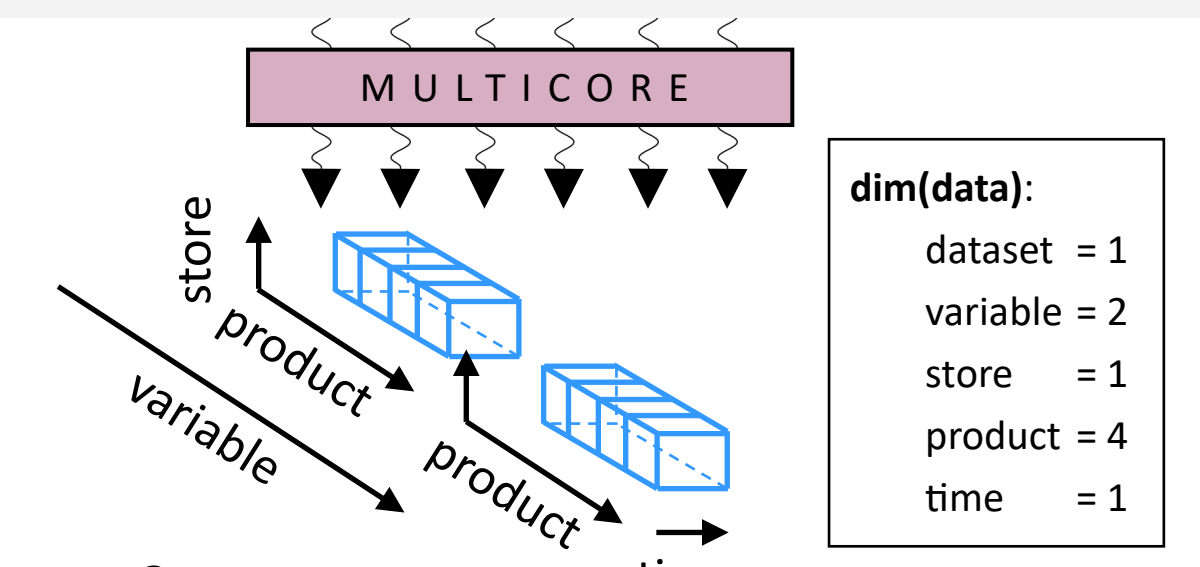 MULTICORE
store
product
variable
product
dim(data):
dataset = 1
variable = 2
store = 1
product = 4
time = 1